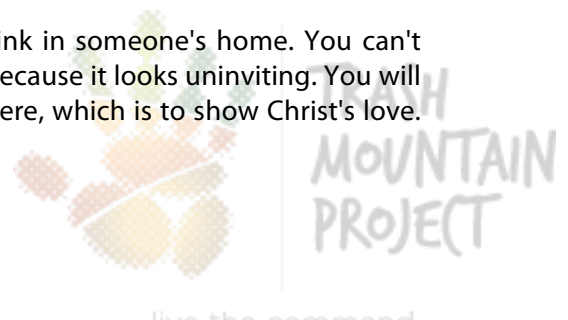 ink in someone's home. You can't
ecause it looks uninviting. You will
ere, which is to show Christ's love.
TRASH
MOUNTAIN
PROJECT
live the command